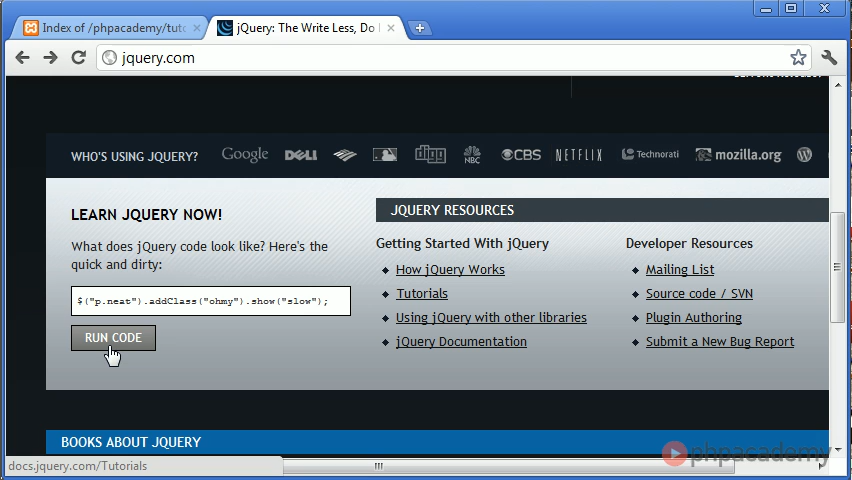 Index of /phpacademy/tuto
jQuery: The Write Less, Do
jquery.com
WHO'S USING JQUERY?
Google
DELL
NBC
CBS
NETFLIX
Technorati
mozilla.org
LEARN JQUERY NOW!
What does jQuery code look like? Here's the
quick and dirty:
$("p.neat").addClass("ohmy").show("slow");
RUN CODE
JQUERY RESOURCES
Getting Started With jQuery
How jQuery Works
Tutorials
Using jQuery with other libraries
jQuery Documentation
Developer Resources
Mailing List
Source code / SVN
Plugin Authoring
Submit a New Bug Report
BOOKS ABOUT JQUERY
docs.jquery.com/Tutorials
phpacademy